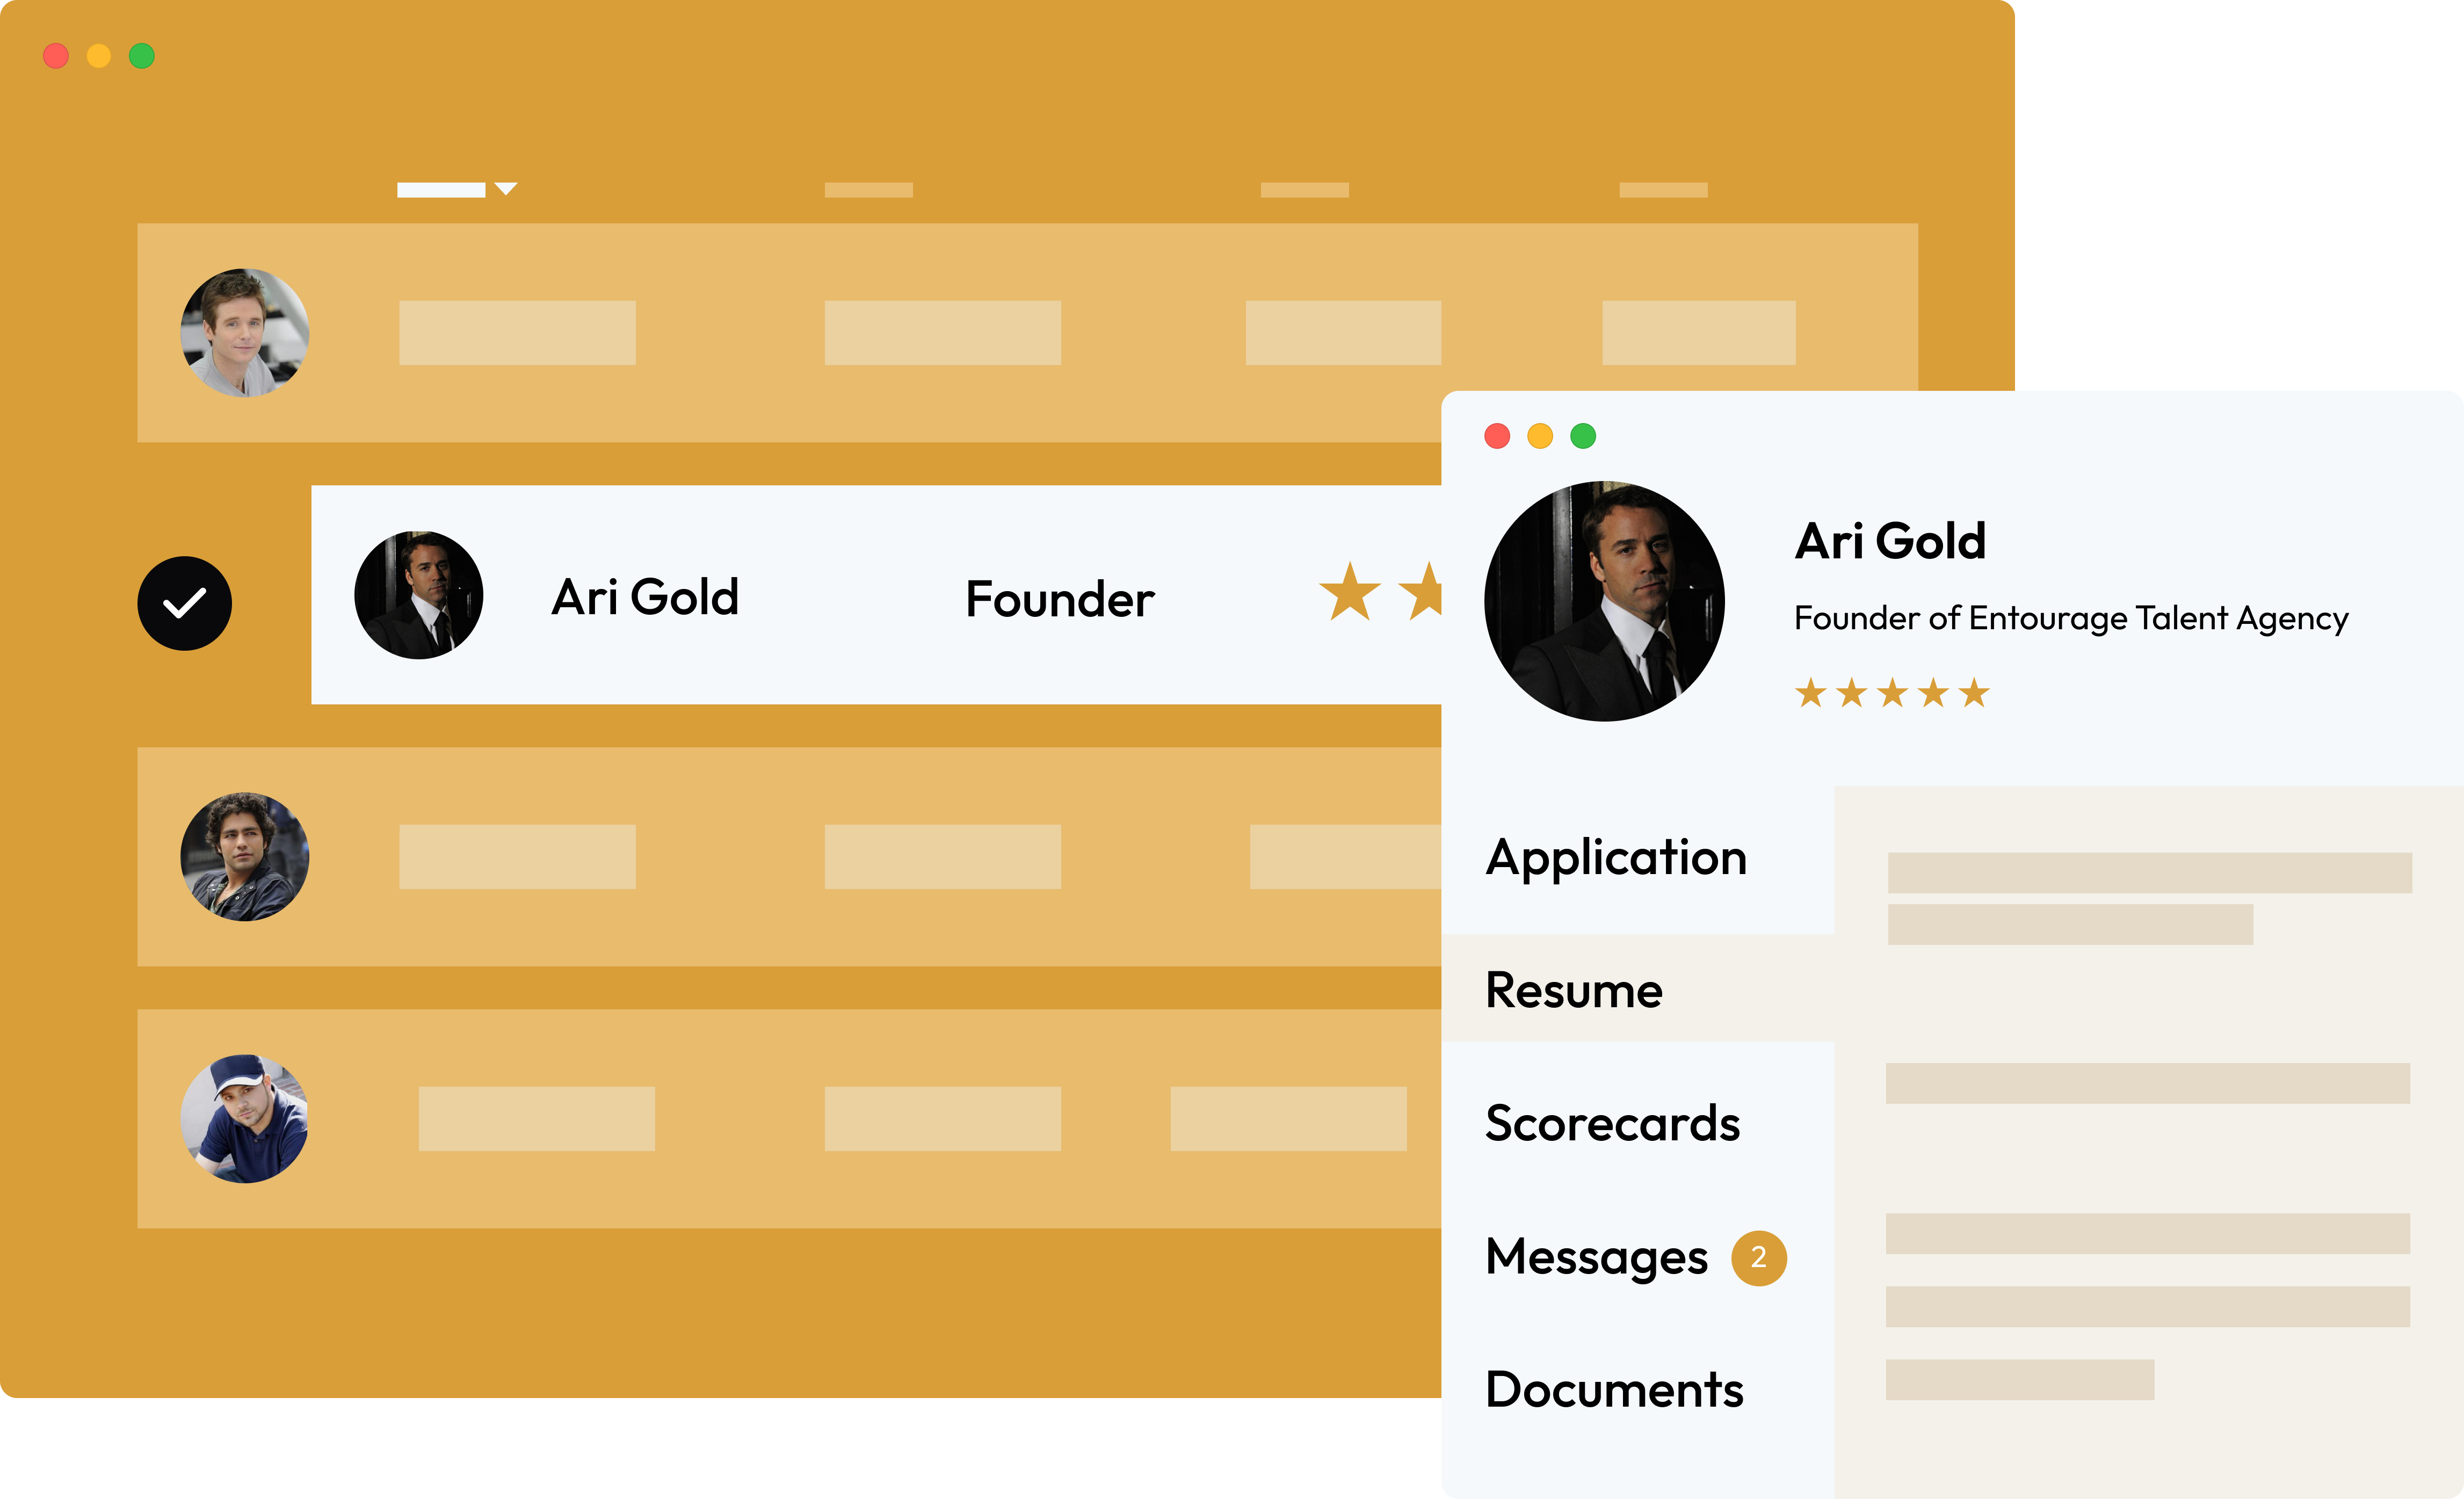 Ari Gold
Founder
Ari Gold
Founder of Entourage Talent Agency
Application
Resume
Scorecards
Messages 2
Documents